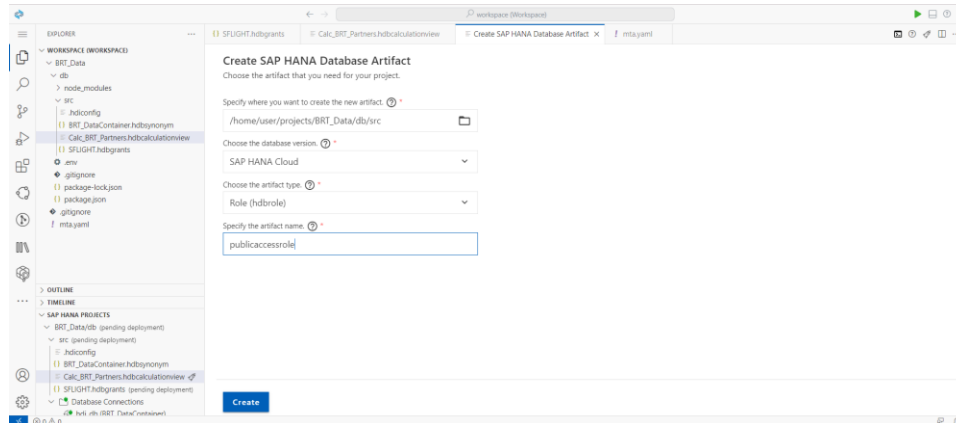 workspace (Workspace)
EXPLORER
WORKSPACE (WORKSPACE)
BRT_Data
db
node_modules
src
.hdiconfig
BRT_DataContainer.hdbsynonym
Calc_BRT_Partners.hdbcalculationview
SFLIGHT.hdbgrants
.env
.gitignore
package-lock.json
package.json
.gitignore
mta.yaml
OUTLINE
TIMELINE
SAP HANA PROJECTS
BRT_Data/db (pending deployment)
src (pending deployment)
.hdiconfig
BRT_DataContainer.hdbsynonym
Calc_BRT_Partners.hdbcalculationview
SFLIGHT.hdbgrants (pending deployment)
Database Connections
hdi_db (BRT_DataContainer)
SFLIGHT.hdbgrants
Calc_BRT_Partners.hdbcalculationview
Create SAP HANA Database Artifact
mta.yaml
Create SAP HANA Database Artifact
Choose the artifact that you need for your project.
Specify where you want to create the new artifact. *
/home/user/projects/BRT_Data/db/src
Choose the database version. *
SAP HANA Cloud
Choose the artifact type. *
Role (hdbrole)
Specify the artifact name. *
publicaccessrole
Create
0 0